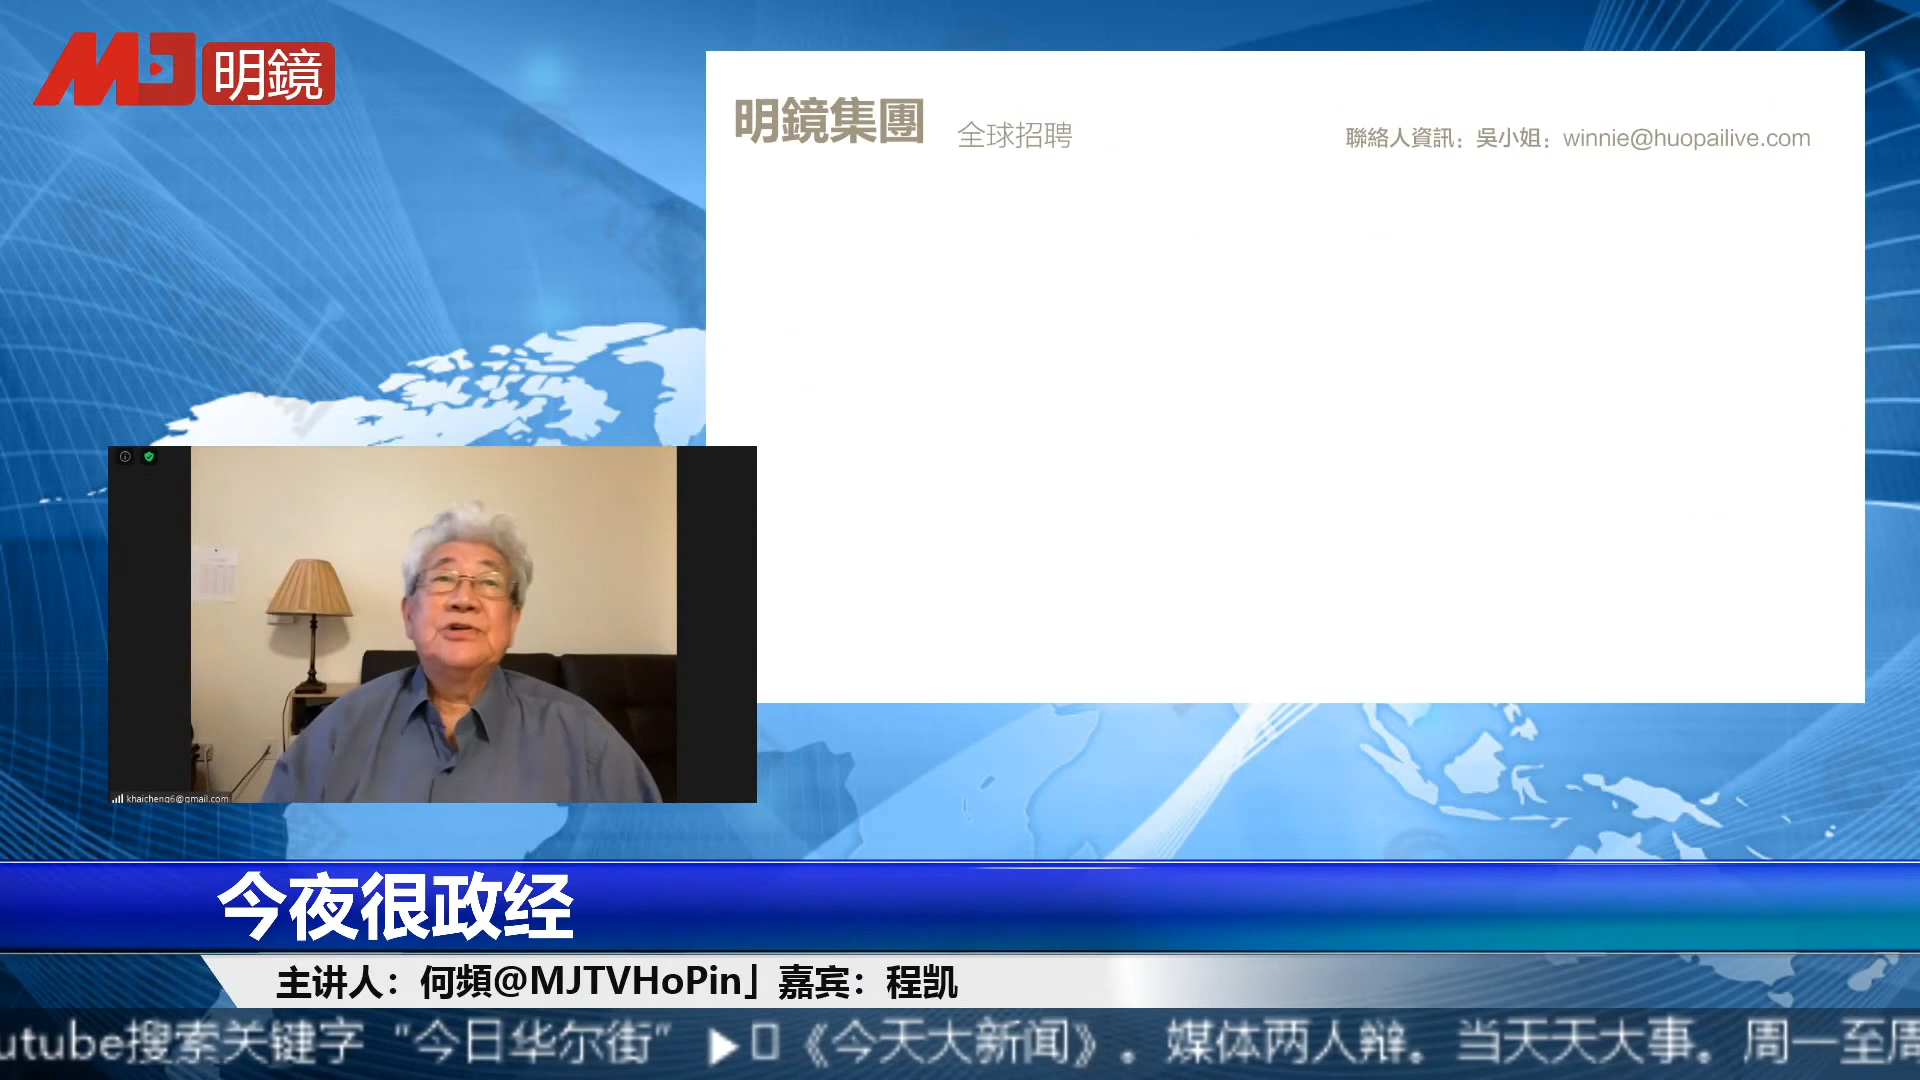 MJ 明鏡
明鏡集團 全球招聘 聯絡人資訊：吳小姐：winnie@huopailive.com
khaicheng6@gmail.com
今夜很政经
主讲人：何頻@MJTVHoPin」嘉宾：程凯
utube搜索关键字“今日华尔街” ▶ 《今天大新闻》。媒体两人辩。当天天大事。周一至周